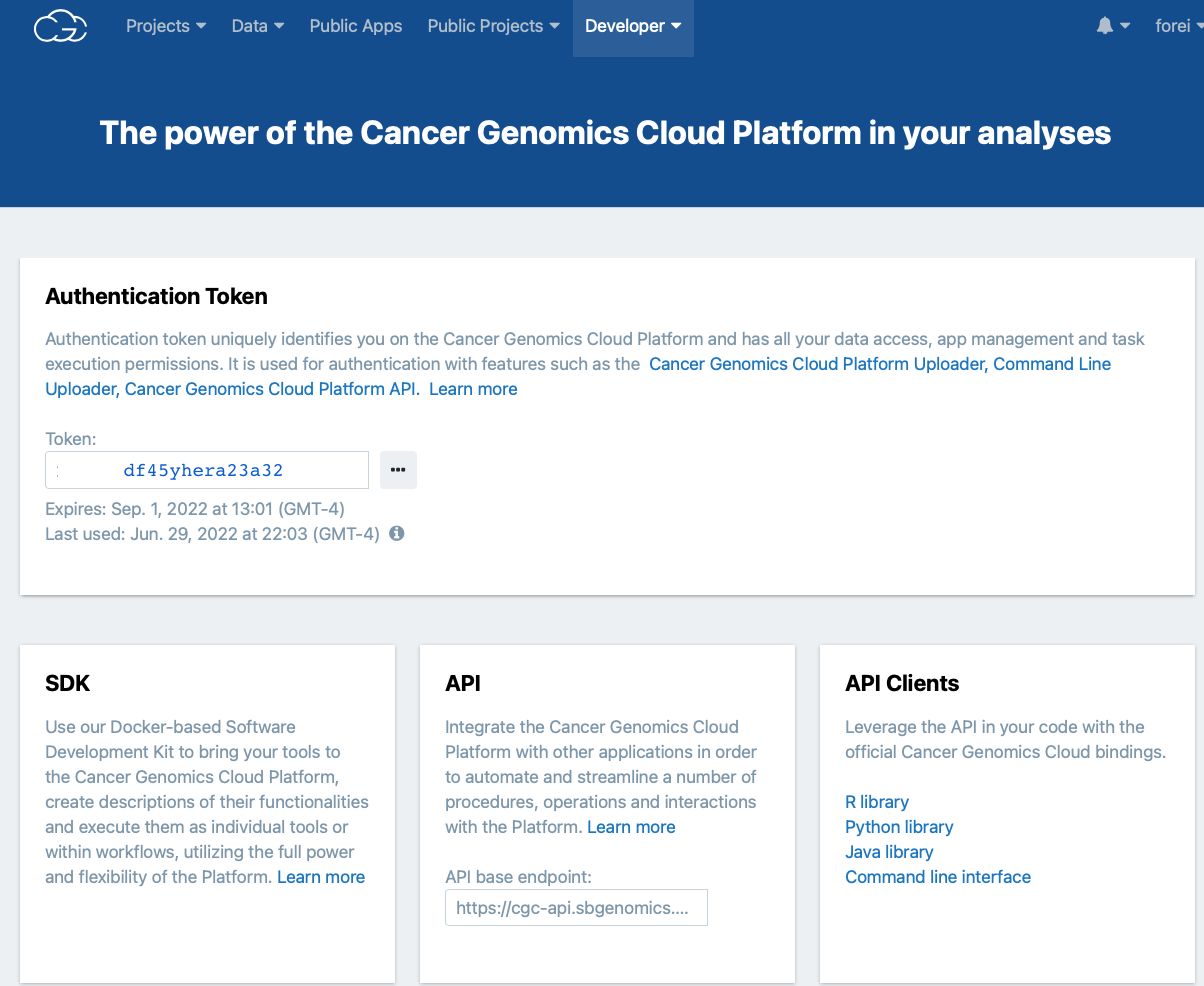 Projects Data Public Apps Public Projects Developer forei
The power of the Cancer Genomics Cloud Platform in your analyses
Authentication Token
Authentication token uniquely identifies you on the Cancer Genomics Cloud Platform and has all your data access, app management and task
execution permissions. It is used for authentication with features such as the Cancer Genomics Cloud Platform Uploader, Command Line
Uploader, Cancer Genomics Cloud Platform API. Learn more
Token:
df45yhera23a32
Expires: Sep. 1, 2022 at 13:01 (GMT-4)
Last used: Jun. 29, 2022 at 22:03 (GMT-4)
SDK
Use our Docker-based Software
Development Kit to bring your tools to
the Cancer Genomics Cloud Platform,
create descriptions of their functionalities
and execute them as individual tools or
within workflows, utilizing the full power
and flexibility of the Platform. Learn more
API
Integrate the Cancer Genomics Cloud
Platform with other applications in order
to automate and streamline a number of
procedures, operations and interactions
with the Platform. Learn more
API base endpoint:
https://cgc-api.sbgenomics....
API Clients
Leverage the API in your code with the
official Cancer Genomics Cloud bindings.
R library
Python library
Java library
Command line interface